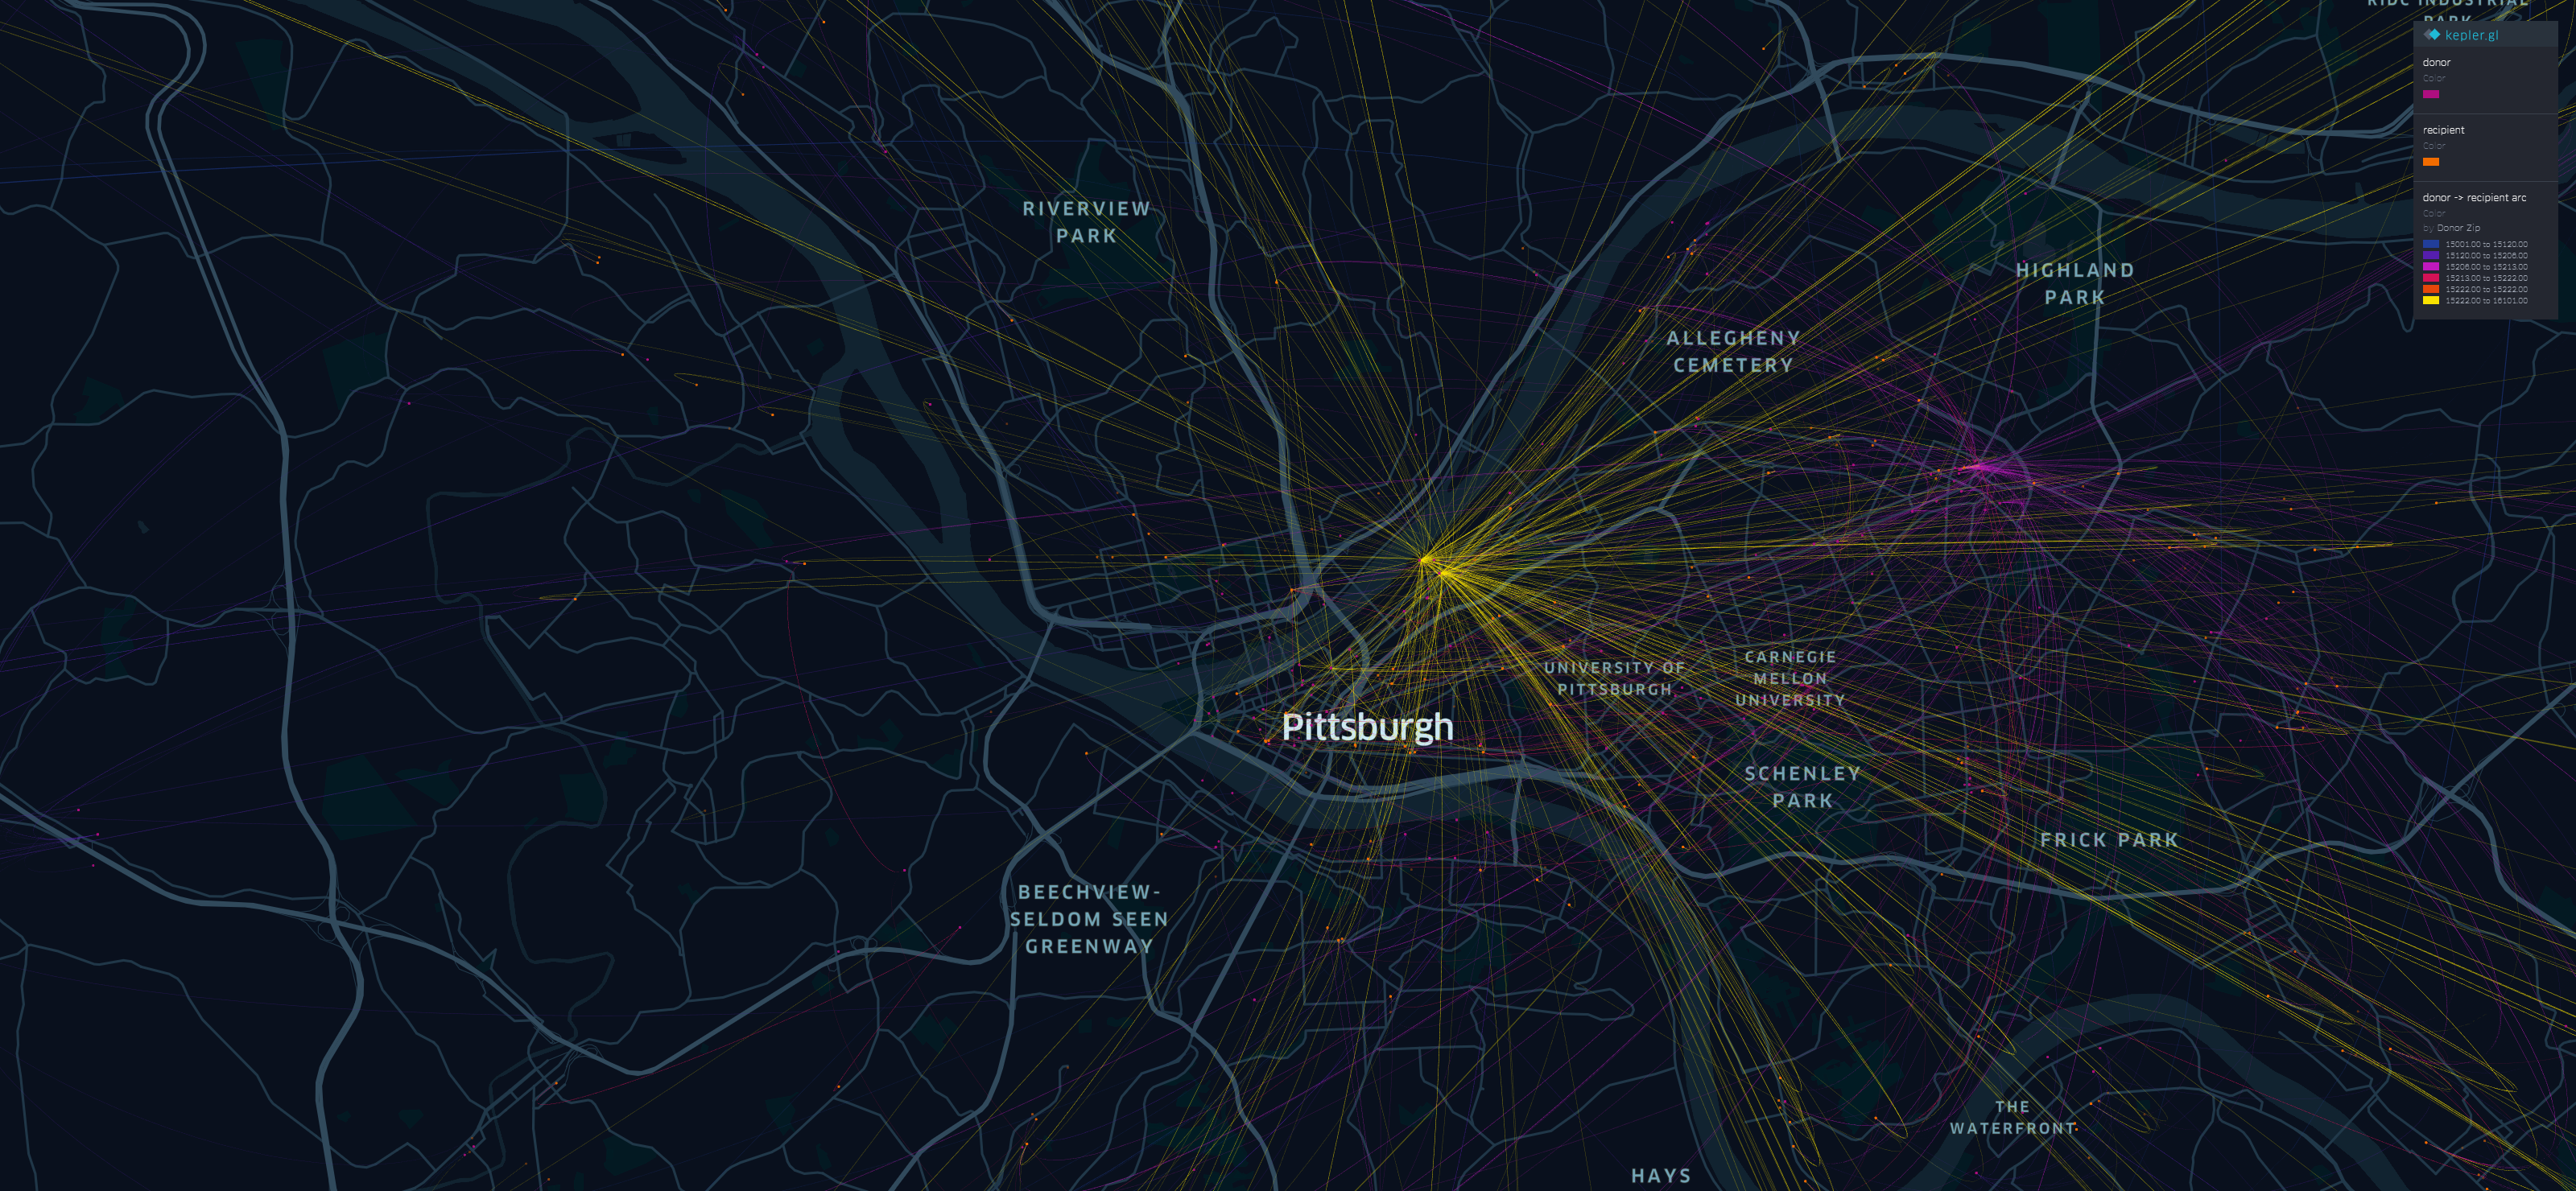 RIDC INDUSTRIAL
PARK
kepler.gl
donor
Color
recipient
Color
donor -> recipient arc
Color
by Donor Zip
15001.00 to 15120.00
15120.00 to 15206.00
15206.00 to 15213.00
15213.00 to 15222.00
15222.00 to 15222.00
15222.00 to 16101.00
RIVERVIEW
PARK
HIGHLAND
PARK
ALLEGHENY
CEMETERY
UNIVERSITY OF
PITTSBURGH
CARNEGIE
MELLON
UNIVERSITY
Pittsburgh
SCHENLEY
PARK
FRICK PARK
BEECHVIEW-
SELDOM SEEN
GREENWAY
THE
WATERFRONT
HAYS